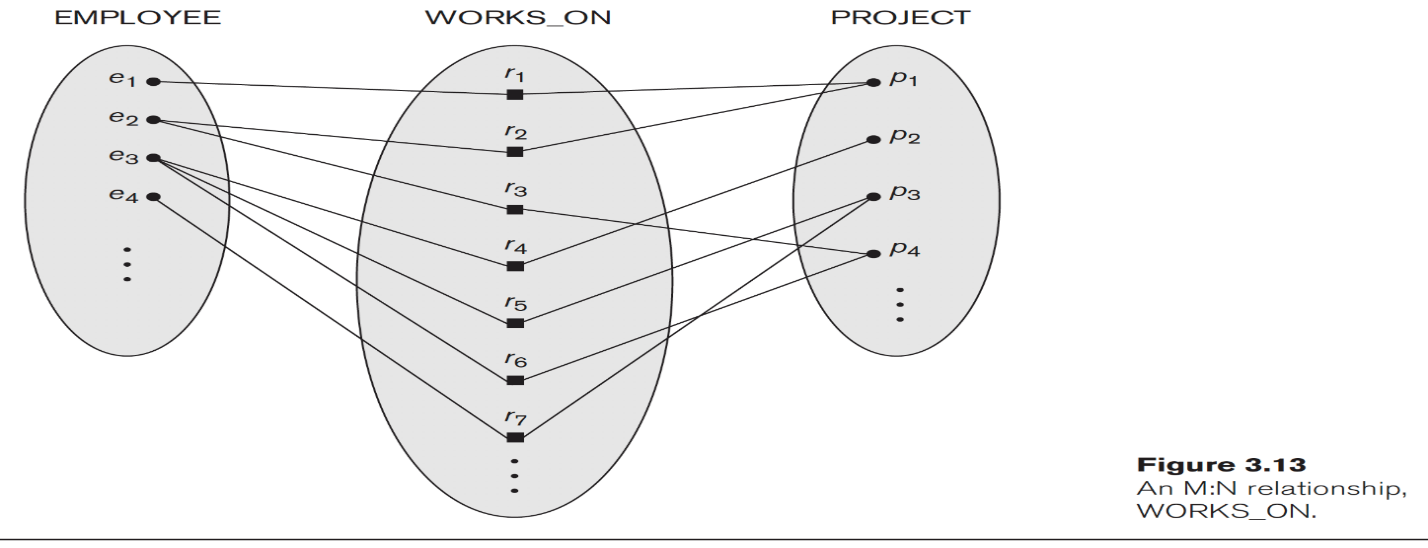 EMPLOYEE
WORKS_ON
PROJECT
e1
e2
e3
e4
r1
r2
r3
r4
r5
r6
r7
p1
p2
p3
p4
Figure 3.13
An M:N relationship,
WORKS_ON.